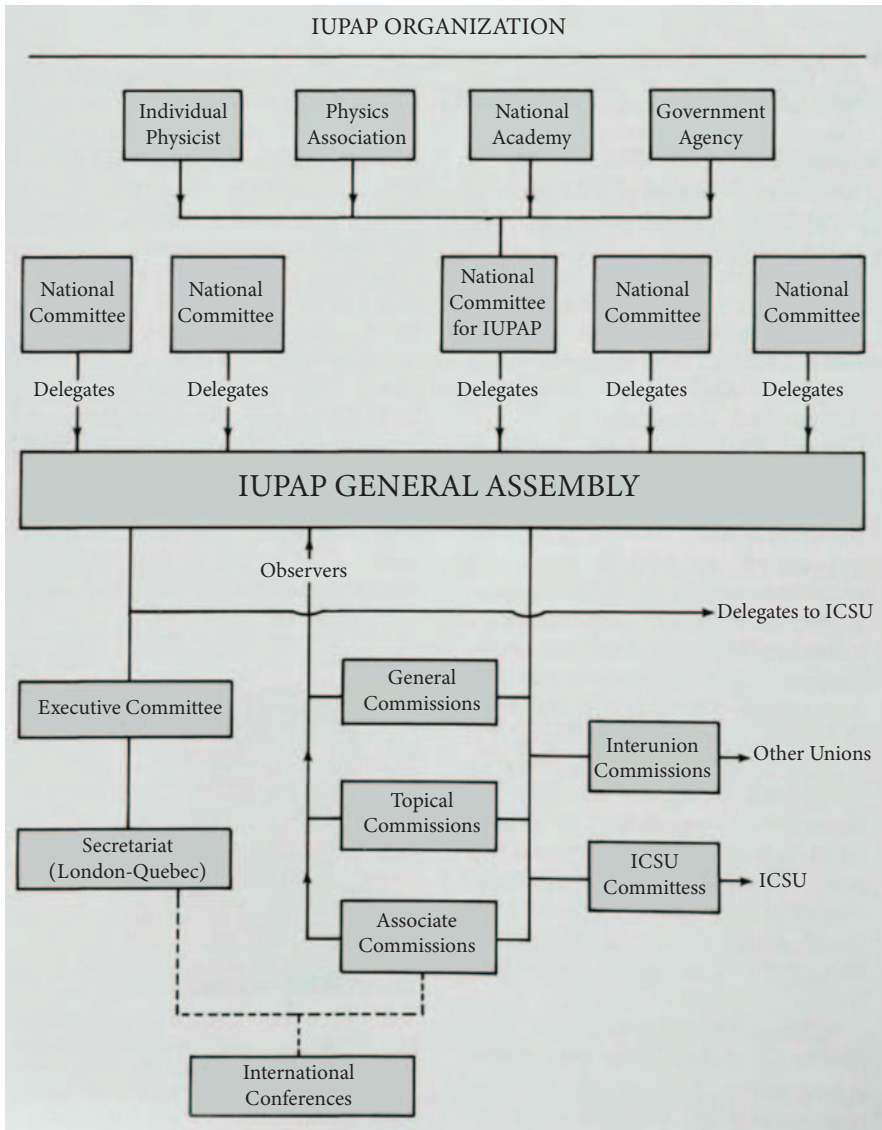 IUPAP ORGANIZATION
Individual
Physicist
Physics
Association
National
Academy
Government
Agency
National
Committee
National
Committee
National
Committee
for IUPAP
National
Committee
National
Committee
Delegates
Delegates
Delegates
Delegates
Delegates
IUPAP GENERAL ASSEMBLY
Observers
Delegates to ICSU
General
Commissions
Executive Committee
Interunion
Commissions
Other Unions
Topical
Commissions
Secretariat
(London-Quebec)
ICSU
Committess
ICSU
Associate
Commissions
International
Conferences